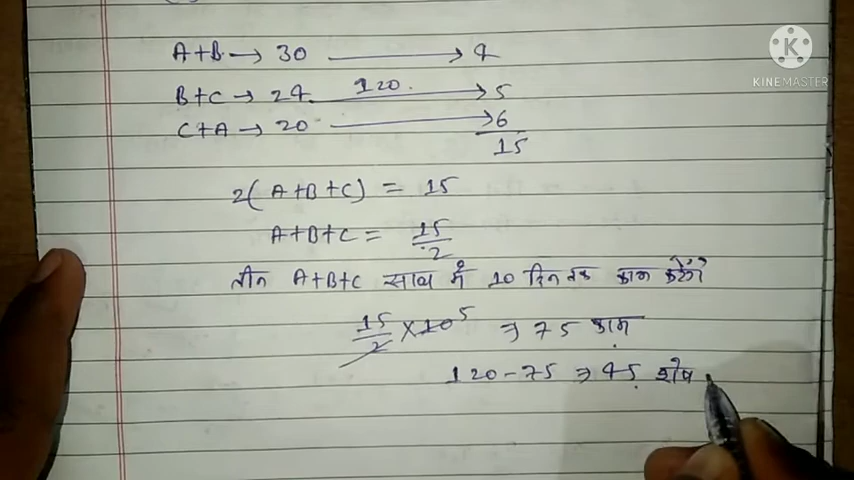 K
KINEMASTER
A+B → 30 → 4
B+C → 24 120. → 5
C+A → 20 → 6
15
2(A+B+C) = 15
A+B+C = 15/2
तीन A+B+C साथ में 10 दिन तक काम करेंगे
15/2 × 10 5 ⇒ 75 काम
120 - 75 ⇒ 45 शेष